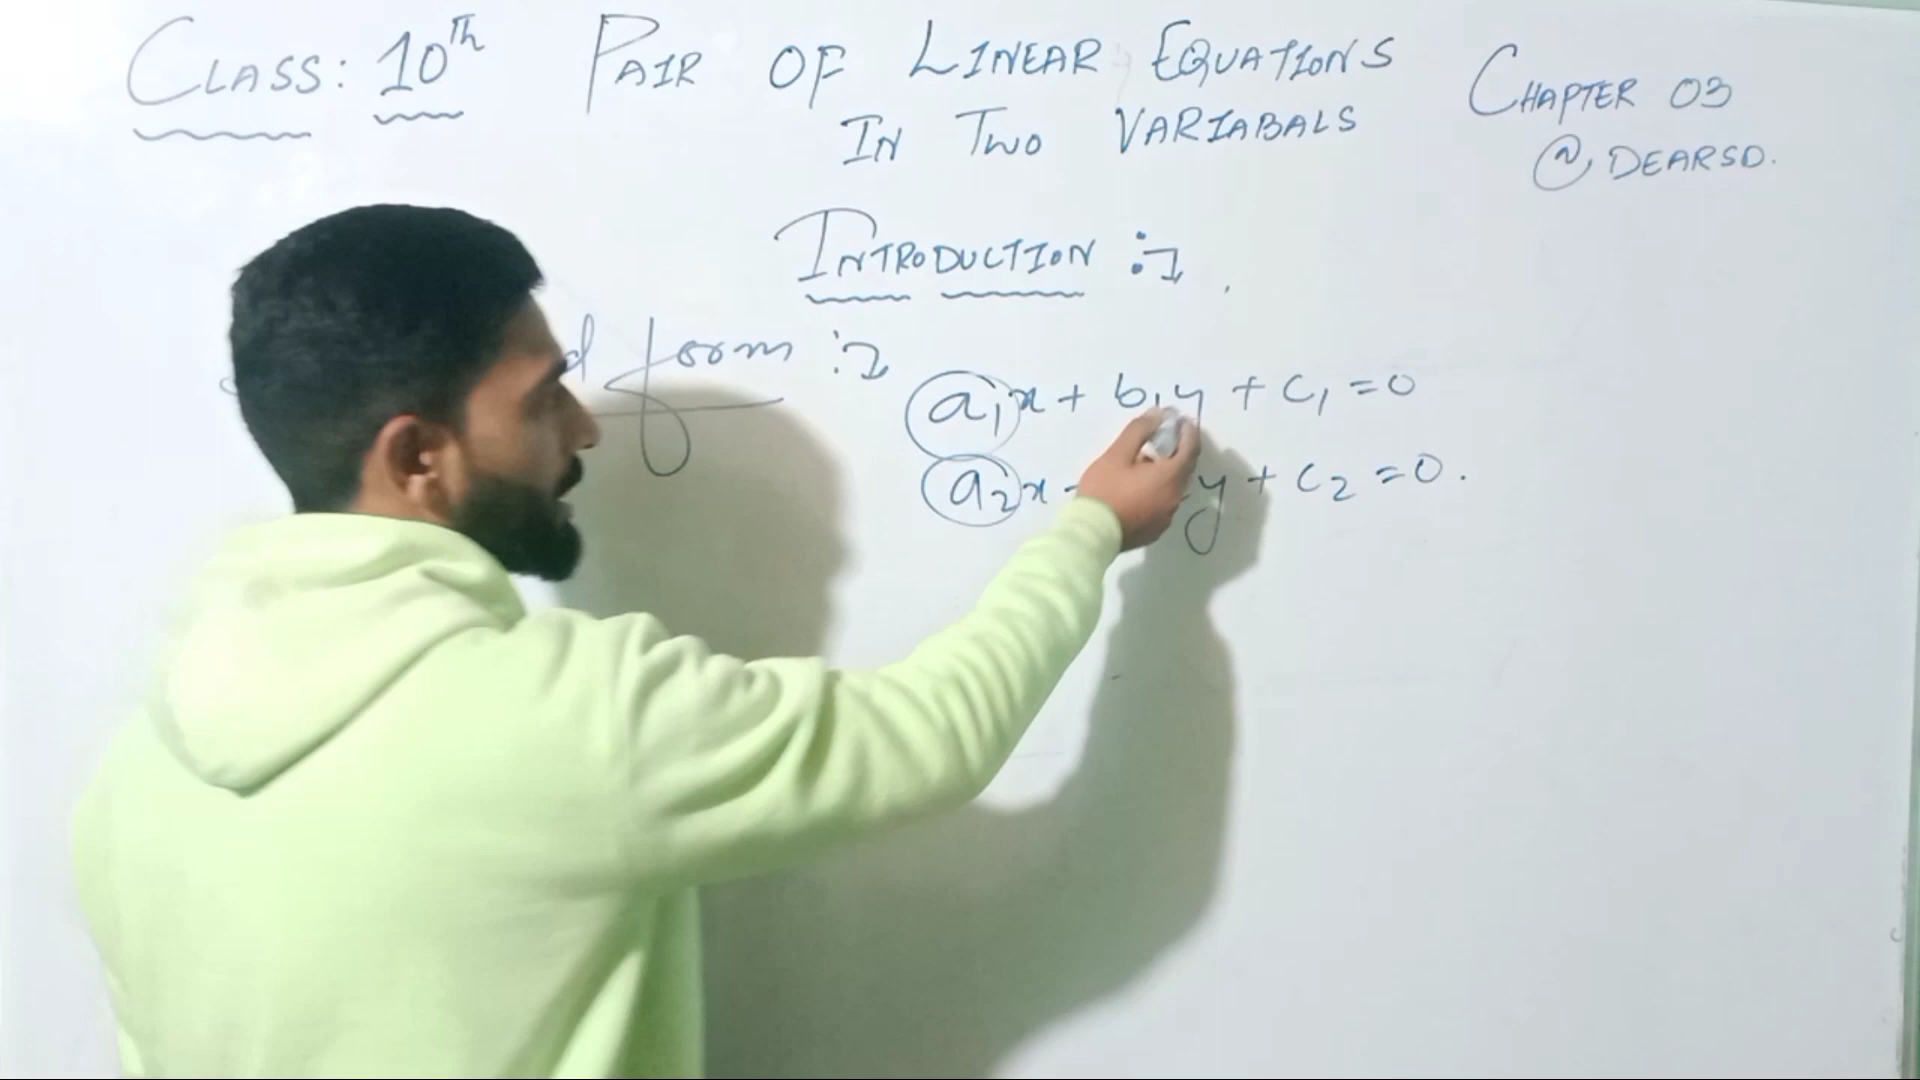 CLASS: 10Th PAIR OF LINEAR EQUATIONS
IN TWO VARIABALS
CHAPTER 03
@DEARSD.
INTRODUCTION :-
form :-
a₁x + b₁y + c₁ = 0
a₂x y + c₂ = 0.